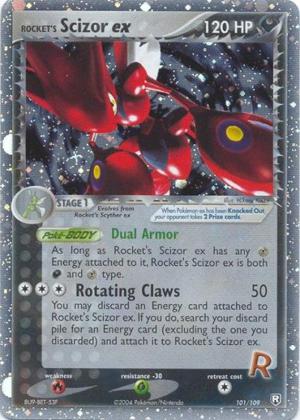 ROCKET'S Scizor ex 120 HP
STAGE 1
Evolves from
Rocket's Scyther ex
When Pokémon-ex has been Knocked Out
your opponent takes 2 Prize cards.
Poké-BODY Dual Armor
As long as Rocket's Scizor ex has any
Energy attached to it, Rocket's Scizor ex is
both and type.
Rotating Claws 50
You may discard an Energy card attached
to Rocket's Scizor ex. If you do, search your discard
pile for an Energy card (excluding the one you
discarded) and attach it to Rocket's Scizor ex.
weakness resistance -30 retreat cost
©2004 Pokémon/Nintendo
101/109
R
R